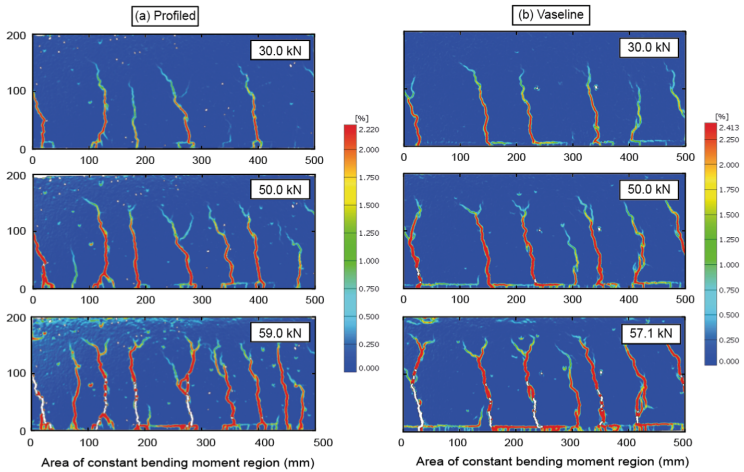 (a) Profiled
(b) Vaseline
200
100
0
30.0 kN
0 100 200 300 400 500
200
100
0
30.0 kN
0 100 200 300 400 500
[%]
2.220
2.000
1.750
1.500
1.250
1.000
0.750
0.500
0.250
0.000
[%]
2.413
2.250
2.000
1.750
1.500
1.250
1.000
0.750
0.500
0.250
0.000
200
100
0
50.0 kN
0 100 200 300 400 500
200
100
0
50.0 kN
0 100 200 300 400 500
200
100
0
59.0 kN
0 100 200 300 400 500
Area of constant bending moment region (mm)
200
100
0
57.1 kN
0 100 200 300 400 500
Area of constant bending moment region (mm)